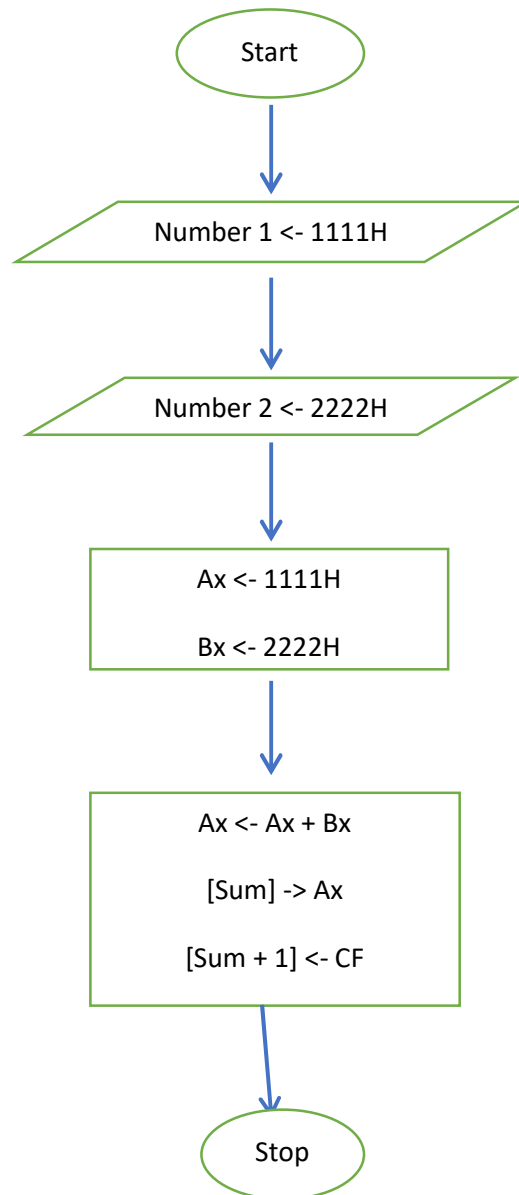 Start
Number 1 <- 1111H
Number 2 <- 2222H
Ax <- 1111H
Bx <- 2222H
Ax <- Ax + Bx
[Sum] -> Ax
[Sum + 1] <- CF
Stop